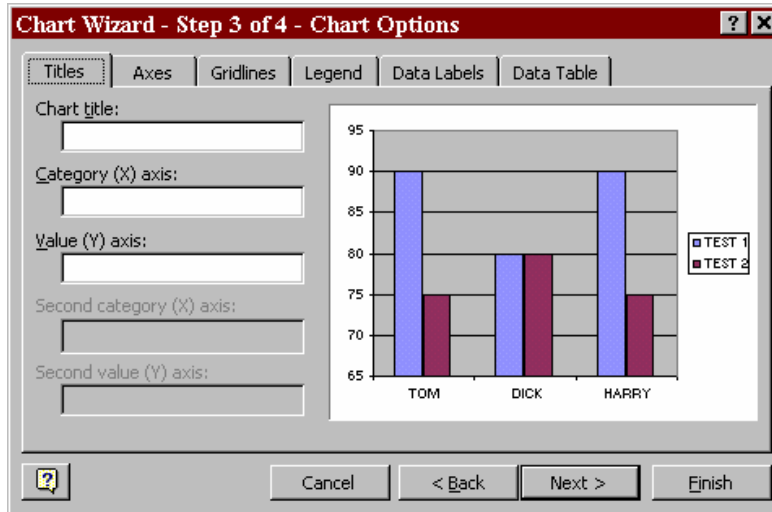 Chart Wizard - Step 3 of 4 - Chart Options
Titles Axes Gridlines Legend Data Labels Data Table
Chart title:
Category (X) axis:
Value (Y) axis:
Second category (X) axis:
Second value (Y) axis:
95
90
85
80
75
70
65
TOM DICK HARRY
TEST 1
TEST 2
Cancel < Back Next > Finish